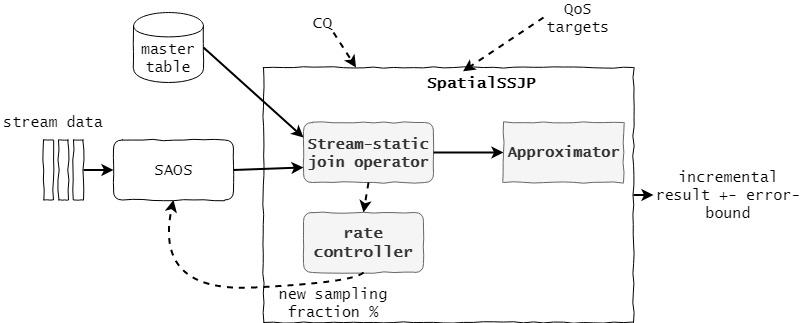 CQ
QoS
targets
master
table
SpatialSSJP
stream data
Stream-static
join operator
Approximator
SAOS
incremental
result +- error-
bound
rate
controller
new sampling
fraction %